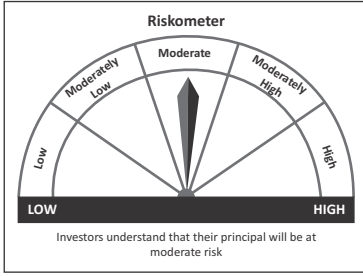 Riskometer
Moderate
Moderately
Low
Moderately
High
Low
High
LOW
HIGH
Investors understand that their principal will be at
moderate risk